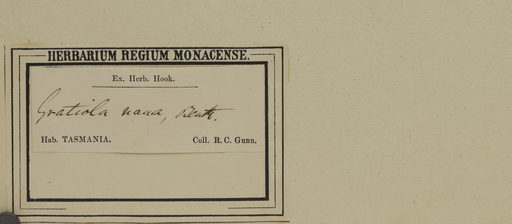 HERBARIUM REGIUM MONACENSE.
Ex. Herb. Hook.
Gratiola nana, Benth.
Hab. TASMANIA. Coll. R. C. Gunn.